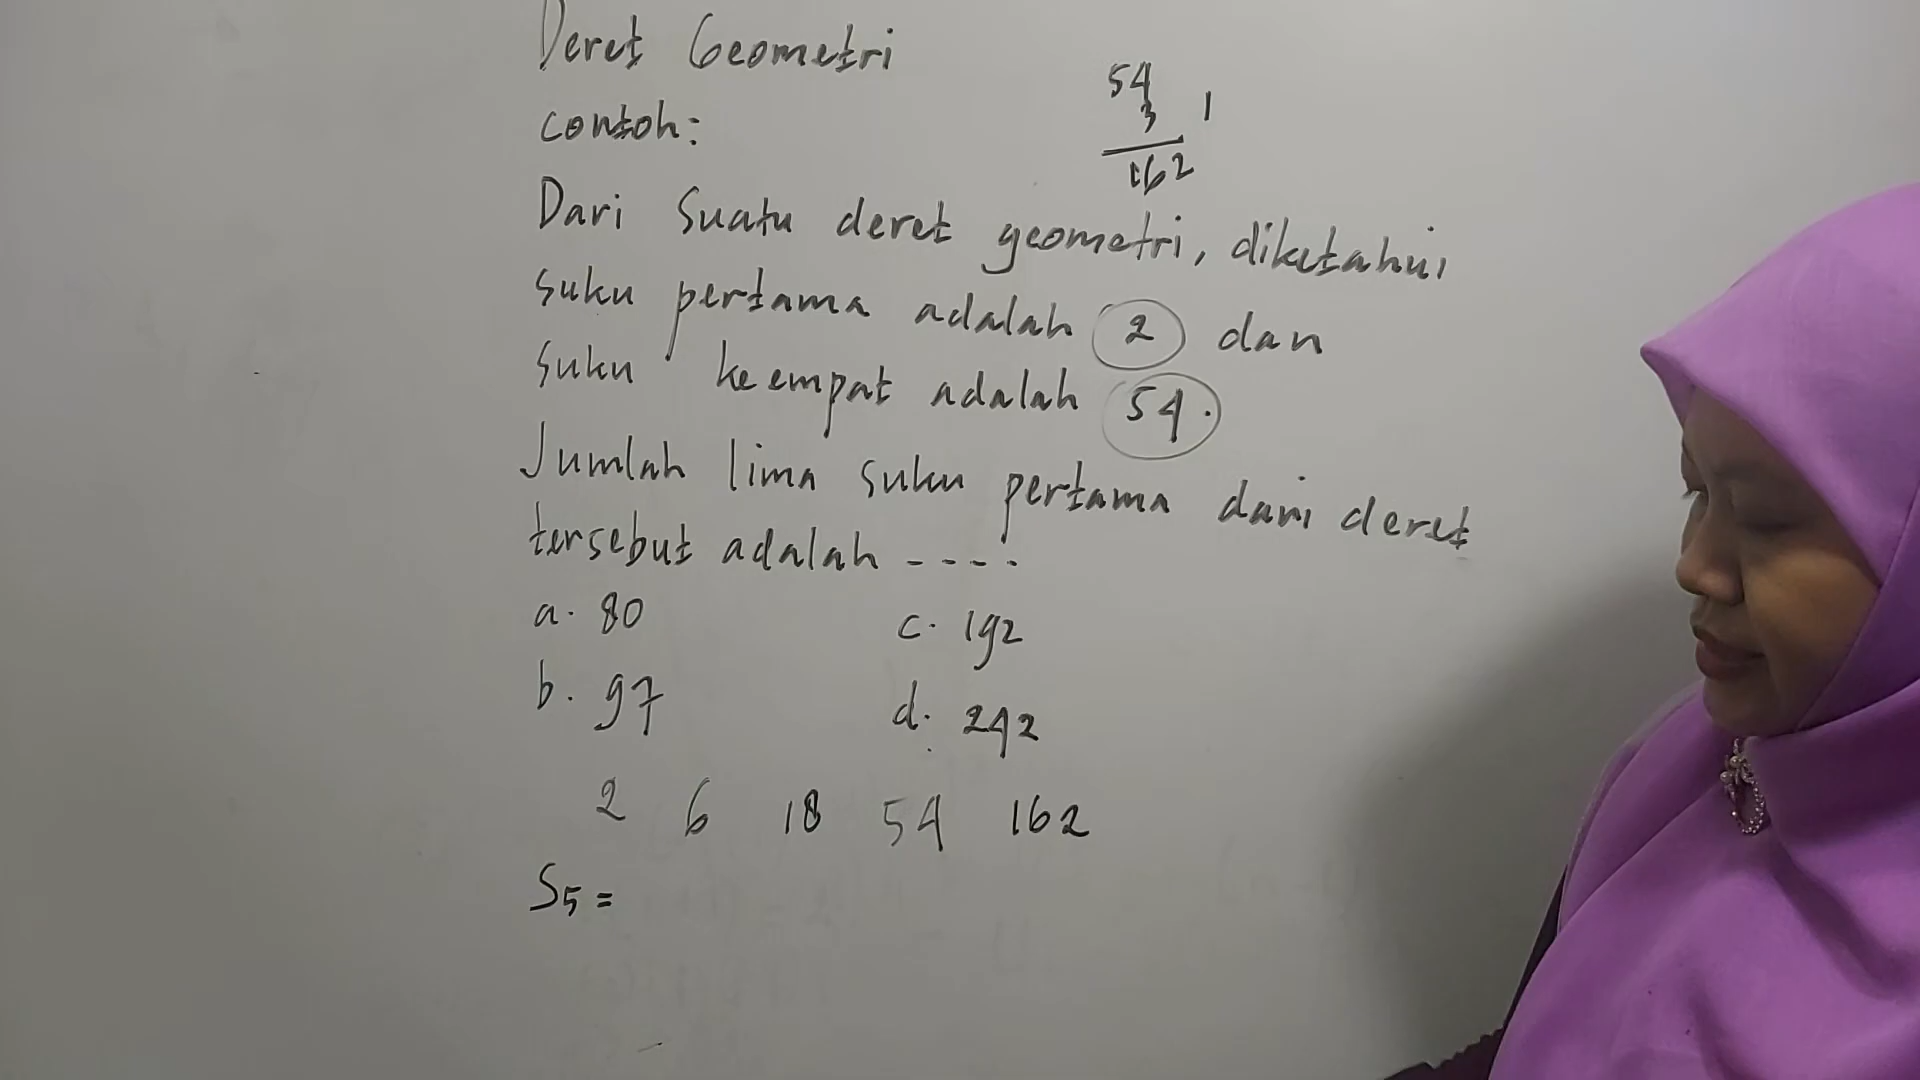 Deret Geometri
contoh:
54
3 1
162
Dari suatu deret geometri, diketahui
suku pertama adalah 2 dan
suku keempat adalah 54.
Jumlah lima suku pertama dari deret
tersebut adalah ----.
a. 80 c. 192
b. 97 d. 242
2 6 18 54 162
S5 =